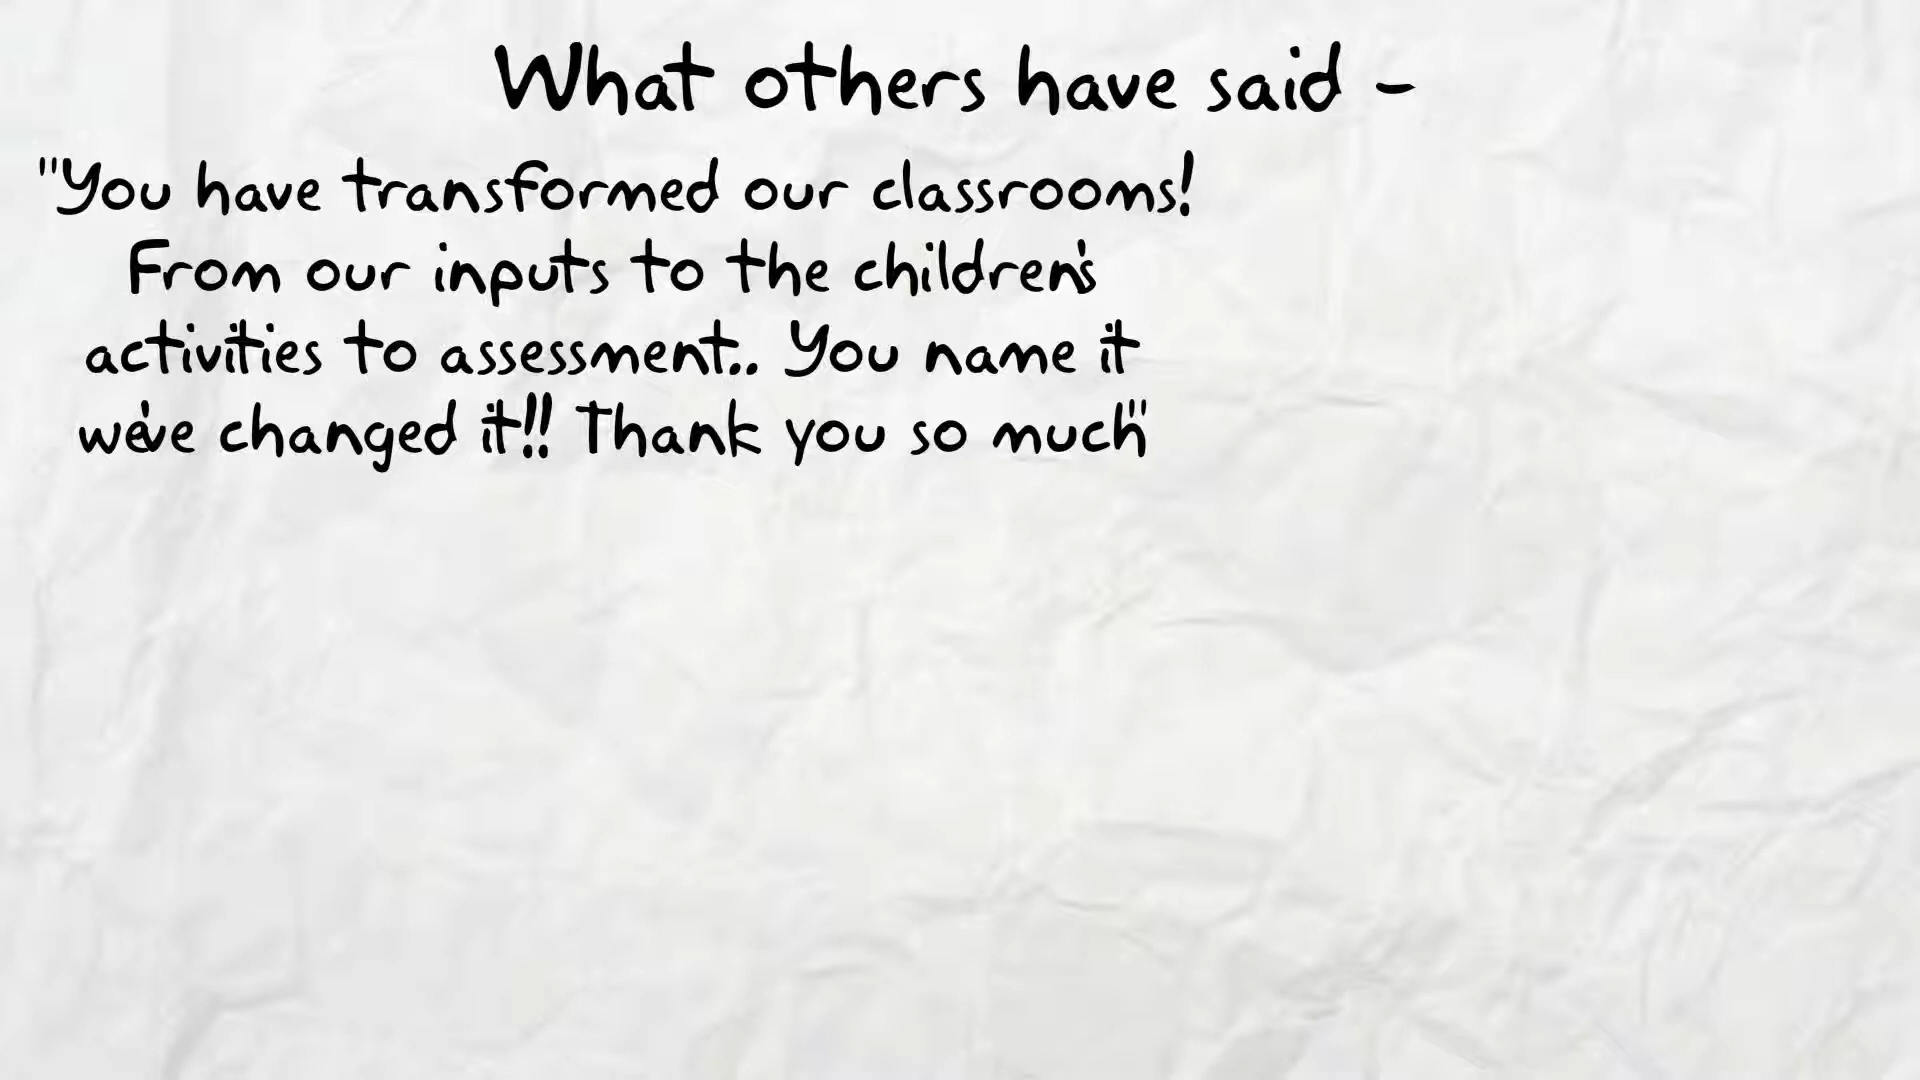 What others have said -
"You have transformed our classrooms!
From our inputs to the children's
activities to assessment.. You name it
we've changed it!! Thank you so much"